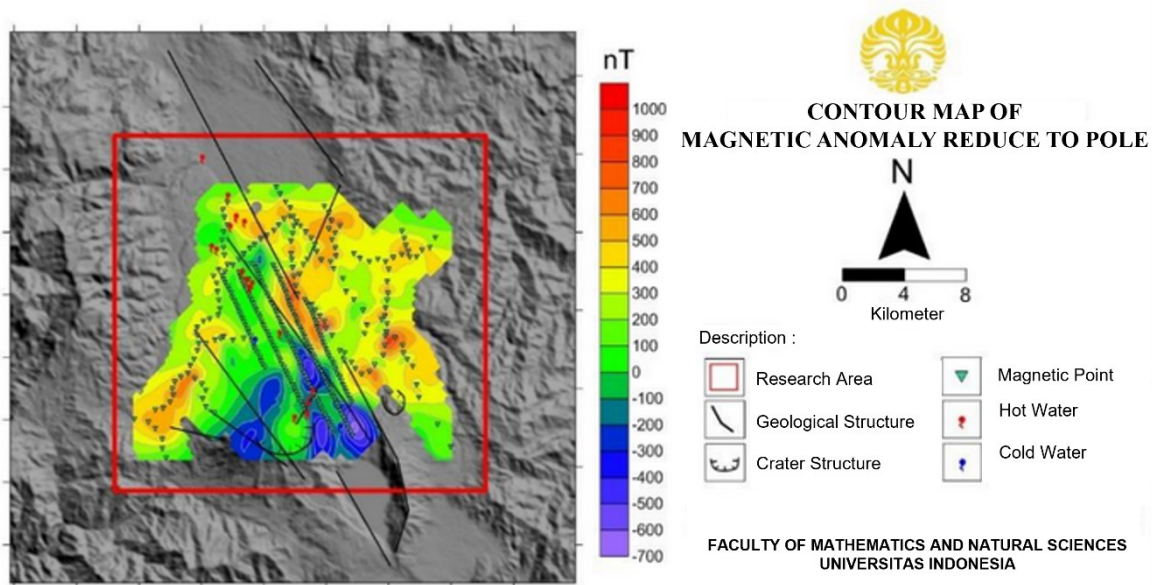 nT
1000
900
800
700
600
500
400
300
200
100
0
-100
-200
-300
-400
-500
-600
-700
CONTOUR MAP OF
MAGNETIC ANOMALY REDUCE TO POLE
N
0 4 8
Kilometer
Description :
Research Area
Geological Structure
Crater Structure
Magnetic Point
Hot Water
Cold Water
FACULTY OF MATHEMATICS AND NATURAL SCIENCES
UNIVERSITAS INDONESIA